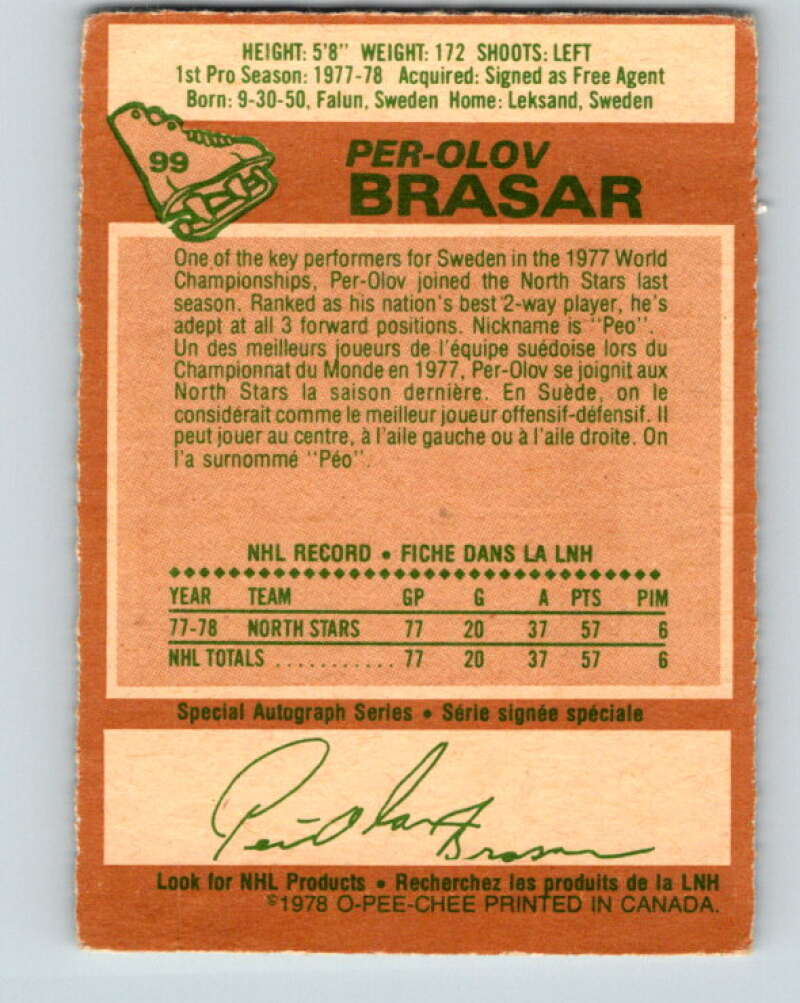 HEIGHT: 5'8" WEIGHT: 172 SHOOTS: LEFT
1st Pro Season: 1977-78 Acquired: Signed as Free Agent
Born: 9-30-50, Falun, Sweden Home: Leksand, Sweden
99
PER-OLOV
BRASAR
One of the key performers for Sweden in the 1977 World
Championships, Per-Olov joined the North Stars last
season. Ranked as his nation's best 2-way player, he's
adept at all 3 forward positions. Nickname is "Peo".
Un des meilleurs joueurs de l'équipe suédoise lors du
Championnat du Monde en 1977, Per-Olov se joignit aux
North Stars la saison dernière. En Suède, on le
considérait comme le meilleur joueur offensif-défensif. Il
peut jouer au centre, à l'aile gauche ou à l'aile droite. On
l'a surnommé "Péo".
NHL RECORD • FICHE DANS LA LNH
YEAR TEAM GP G A PTS PIM
77-78 NORTH STARS 77 20 37 57 6
NHL TOTALS ........... 77 20 37 57 6
Special Autograph Series • Série signée spéciale
Per Olov Brasar
Look for NHL Products • Recherchez les produits de la LNH
©1978 O-PEE-CHEE PRINTED IN CANADA.